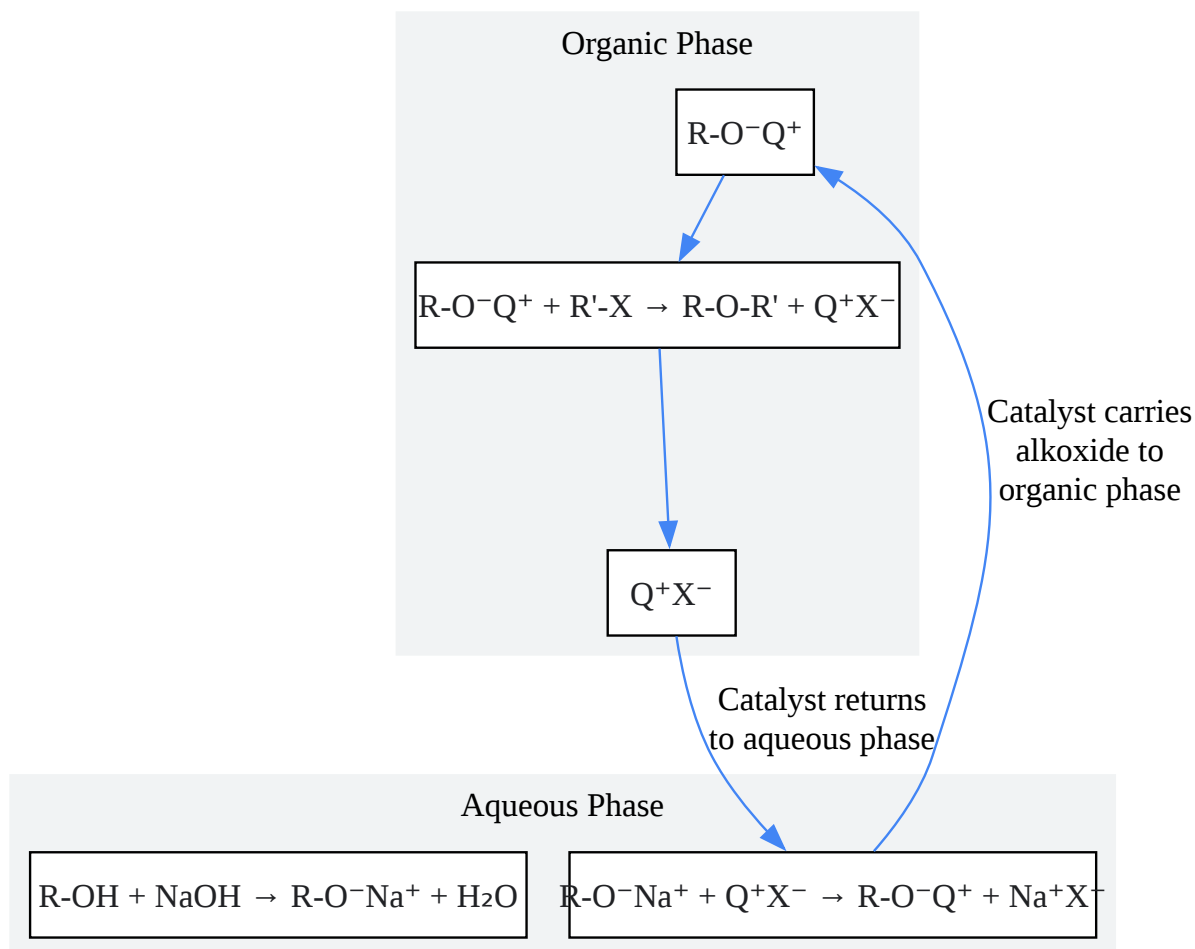 Organic Phase
R-O⁻Q⁺
R-O⁻Q⁺ + R'-X → R-O-R' + Q⁺X⁻
Catalyst carries
alkoxide to
organic phase
Q⁺X⁻
Catalyst returns
to aqueous phase
Aqueous Phase
R-OH + NaOH → R-O⁻Na⁺ + H₂O
R-O⁻Na⁺ + Q⁺X⁻ → R-O⁻Q⁺ + Na⁺X⁻